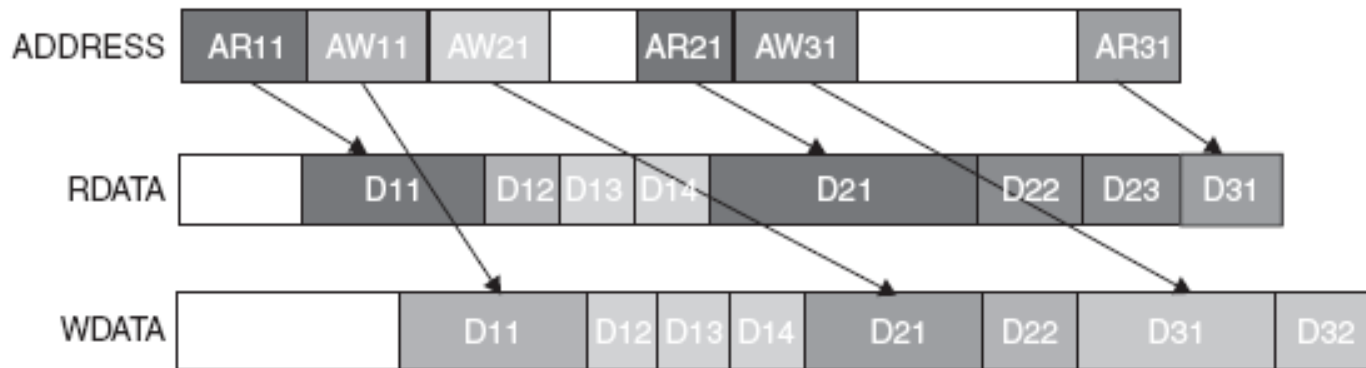 ADDRESS AR11 AW11 AW21 AR21 AW31 AR31
RDATA D11 D12 D13 D14 D21 D22 D23 D31
WDATA D11 D12 D13 D14 D21 D22 D31 D32